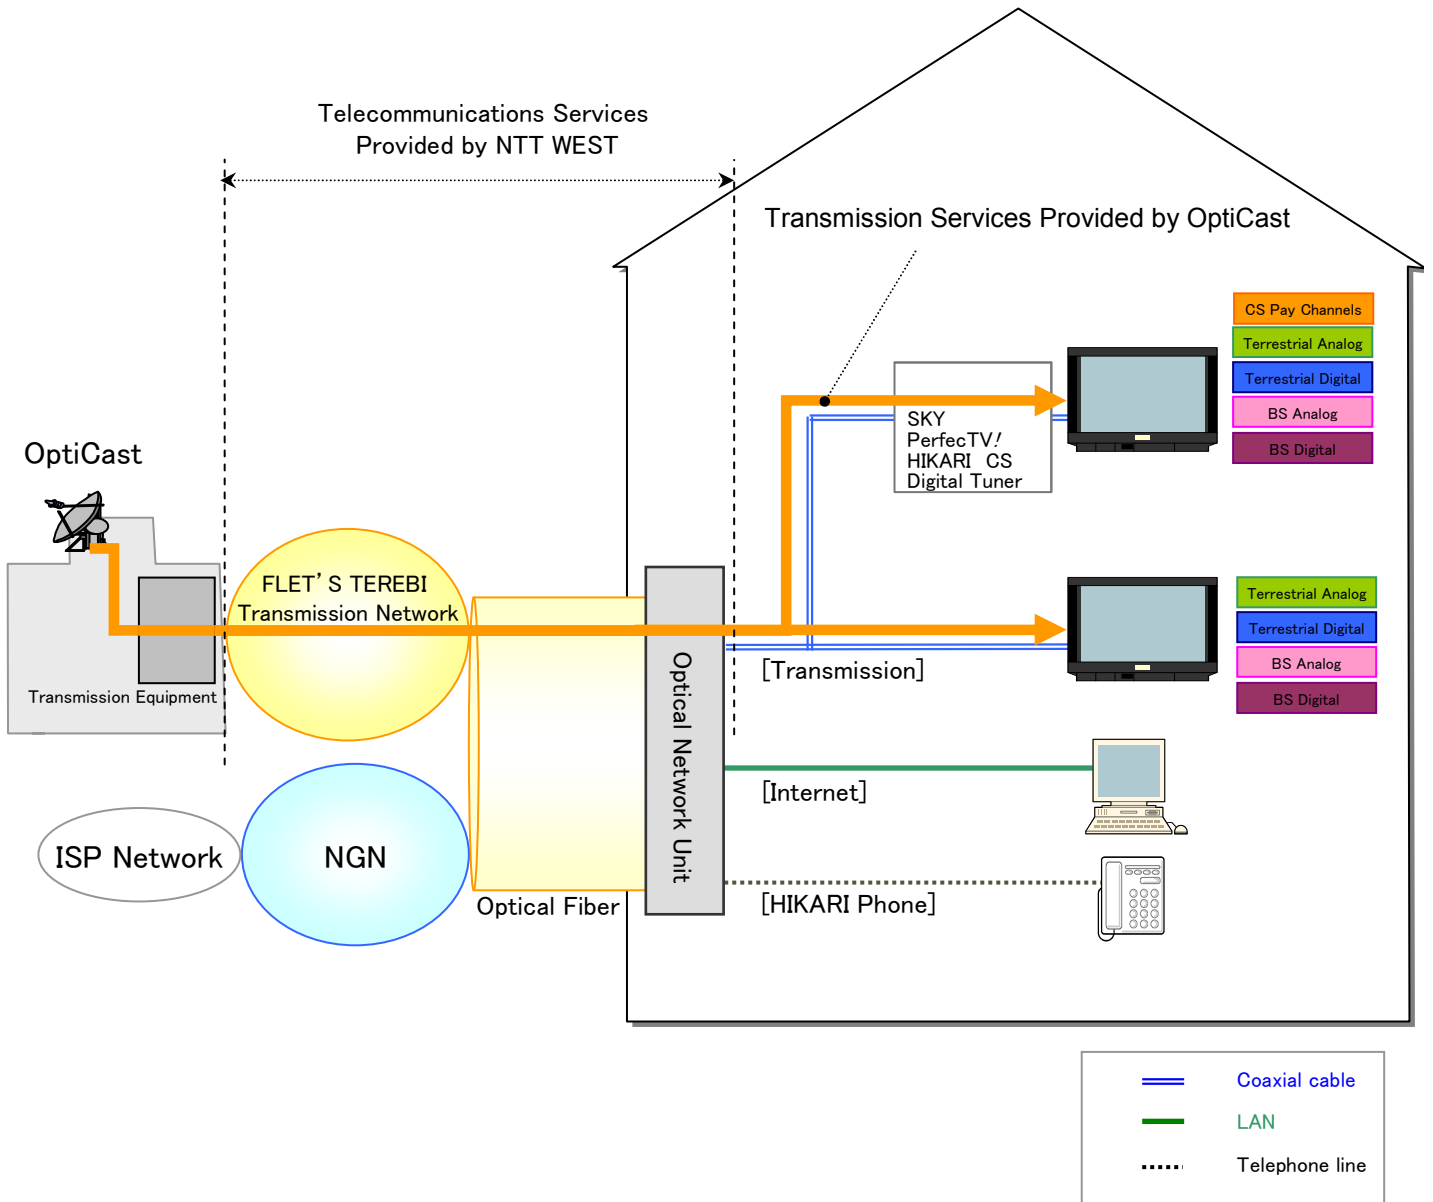 Telecommunications Services
Provided by NTT WEST
Transmission Services Provided by OptiCast
CS Pay Channels
Terrestrial Analog
Terrestrial Digital
BS Analog
BS Digital
SKY
PerfecTV!
HIKARI CS
Digital Tuner
OptiCast
FLET'S TEREBI
Transmission Network
Transmission Equipment
Optical Network Unit
[Transmission]
Terrestrial Analog
Terrestrial Digital
BS Analog
BS Digital
[Internet]
ISP Network
NGN
Optical Fiber
[HIKARI Phone]
Coaxial cable
LAN
Telephone line